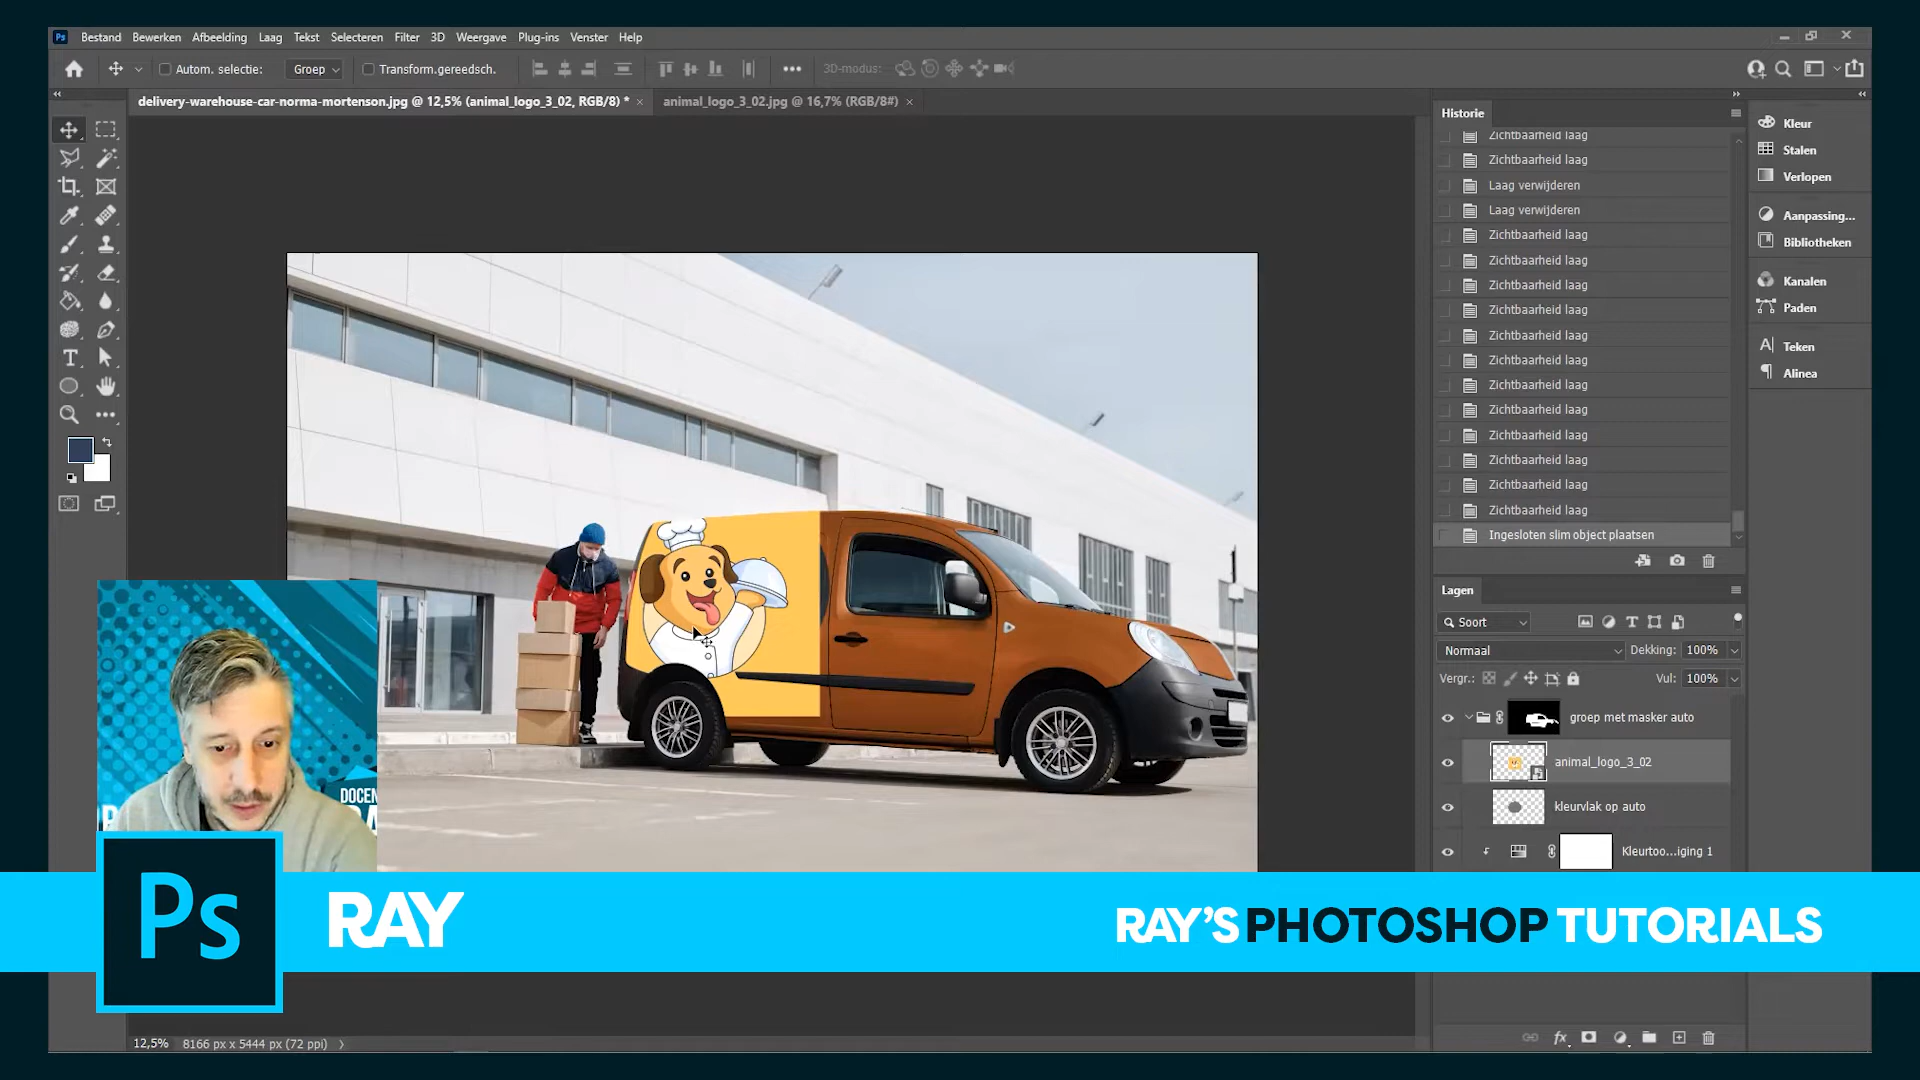 Ps Bestand Bewerken Afbeelding Laag Tekst Selecteren Filter 3D Weergave Plug-ins Venster Help
Autom. selectie: Groep Transform.gereedsch. 3D-modus:
delivery-warehouse-car-norma-mortenson.jpg @ 12,5% (animal_logo_3_02, RGB/8) * × animal_logo_3_02.jpg @ 16,7% (RGB/8#) ×
Historie
Zichtbaarheid laag
Zichtbaarheid laag
Laag verwijderen
Laag verwijderen
Zichtbaarheid laag
Zichtbaarheid laag
Zichtbaarheid laag
Zichtbaarheid laag
Zichtbaarheid laag
Zichtbaarheid laag
Zichtbaarheid laag
Zichtbaarheid laag
Zichtbaarheid laag
Zichtbaarheid laag
Zichtbaarheid laag
Zichtbaarheid laag
Ingesloten slim object plaatsen
Kleur
Stalen
Verlopen
Aanpassing...
Bibliotheken
Kanalen
Paden
Teken
Alinea
Lagen
Soort
Normaal Dekking: 100%
Vergr.: Vul: 100%
groep met masker auto
animal_logo_3_02
kleurvlak op auto
Kleurtoo...iging 1
DOCEN
Ps
RAY
RAY'S PHOTOSHOP TUTORIALS
12,5% 8166 px x 5444 px (72 ppi)